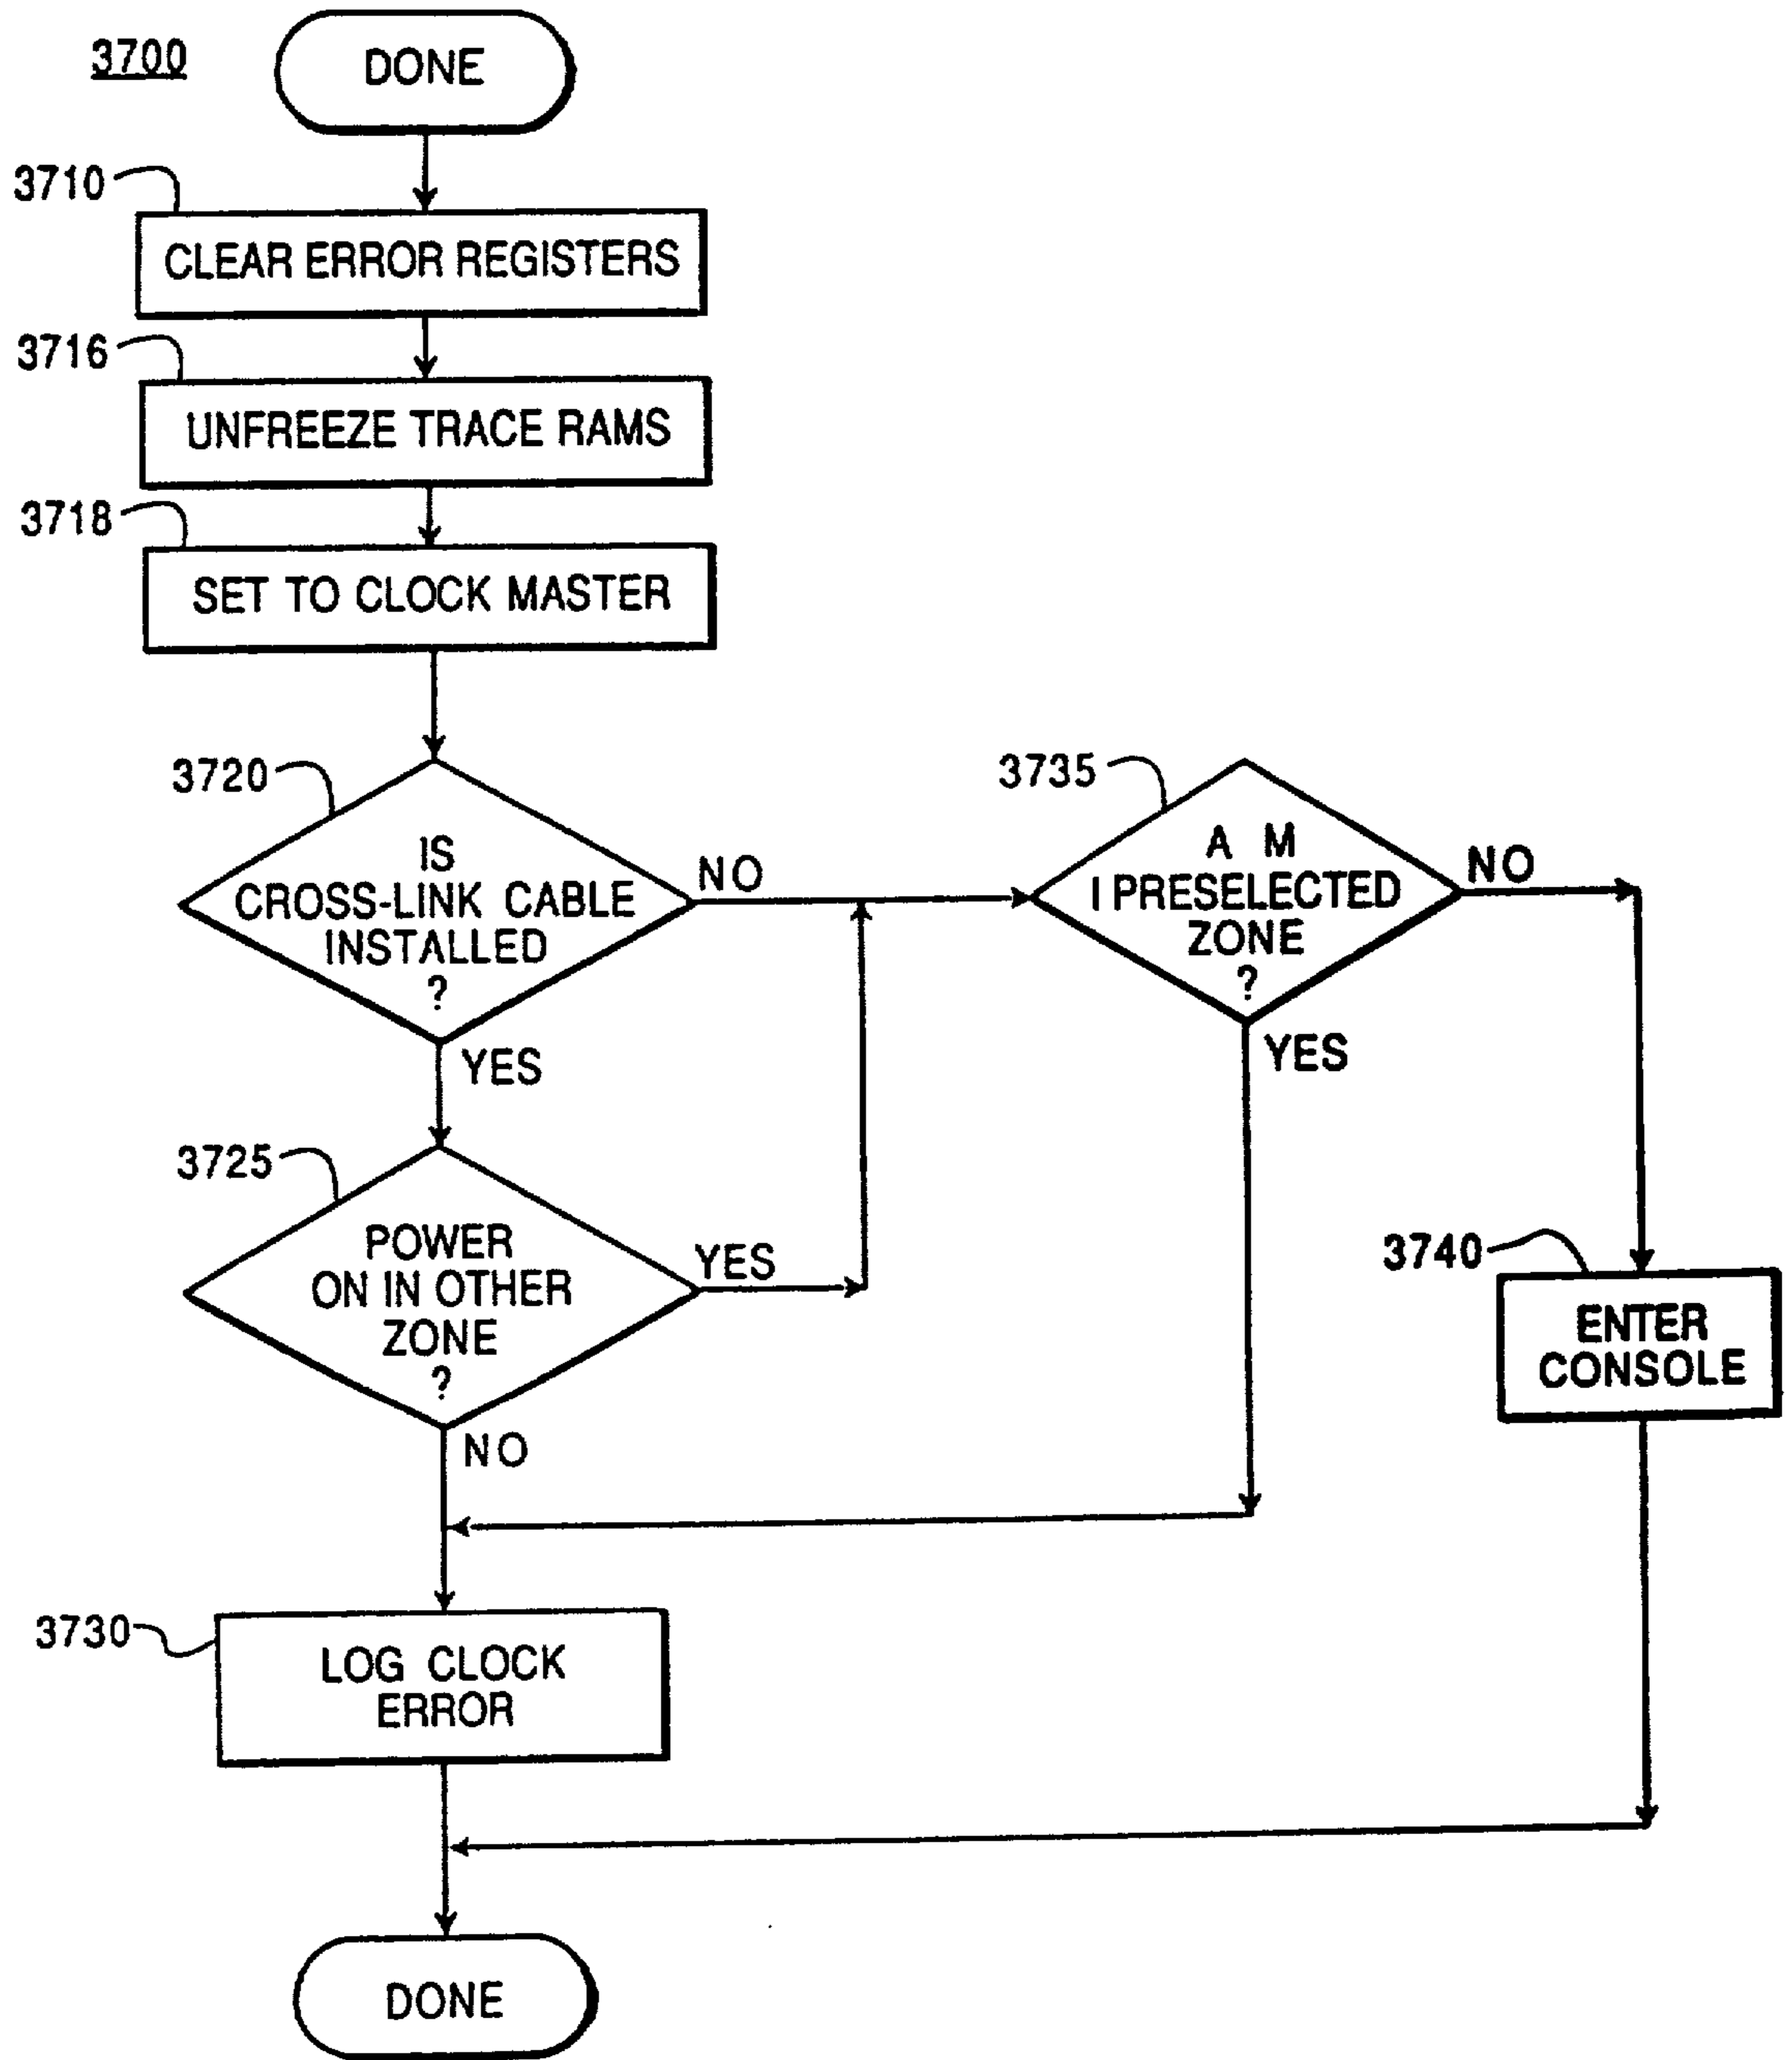 3700
DONE
3710
CLEAR ERROR REGISTERS
3716
UNFREEZE TRACE RAMS
3718
SET TO CLOCK MASTER
3720
IS
CROSS-LINK CABLE
INSTALLED
?
NO
YES
3735
A M
I PRESELECTED
ZONE
?
NO
YES
3725
POWER
ON IN OTHER
ZONE
?
YES
NO
3740
ENTER
CONSOLE
3730
LOG CLOCK
ERROR
DONE